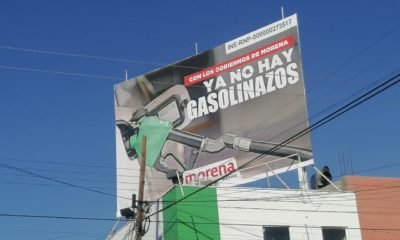 INE-RNP-000000273517
CON LOS GOBIERNOS DE MORENA
YA NO HAY
GASOLINAZOS
morena